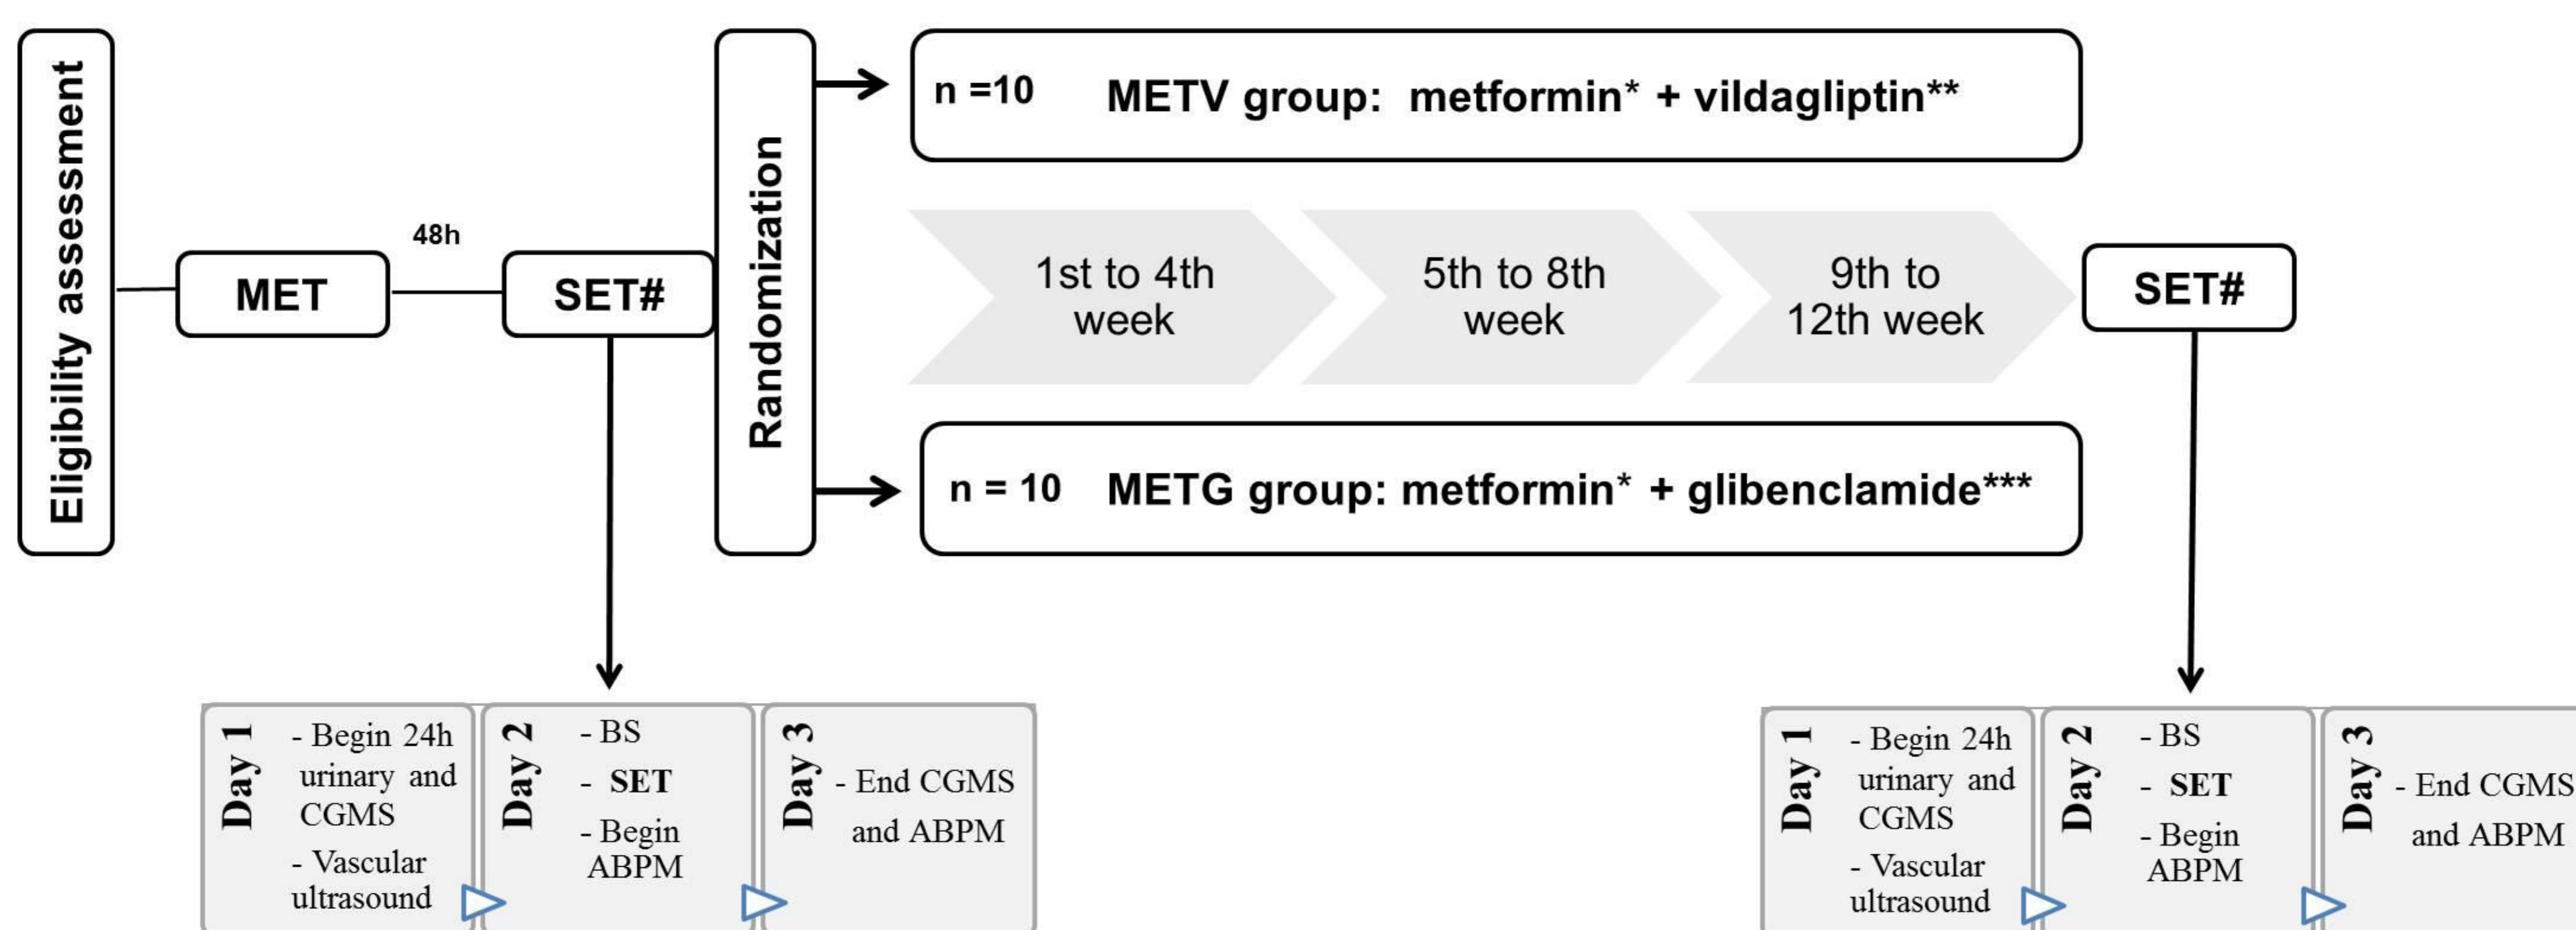 Eligibility assessment
MET
48h
SET#
Randomization
n =10 METV group: metformin* + vildagliptin**
1st to 4th
week
5th to 8th
week
9th to
12th week
n = 10 METG group: metformin* + glibenclamide***
SET#
Day 1
- Begin 24h
urinary and
CGMS
- Vascular
ultrasound
Day 2
- BS
- SET
- Begin
ABPM
Day 3
- End CGMS
and ABPM
Day 1
- Begin 24h
urinary and
CGMS
- Vascular
ultrasound
Day 2
- BS
- SET
- Begin
ABPM
Day 3
- End CGMS
and ABPM